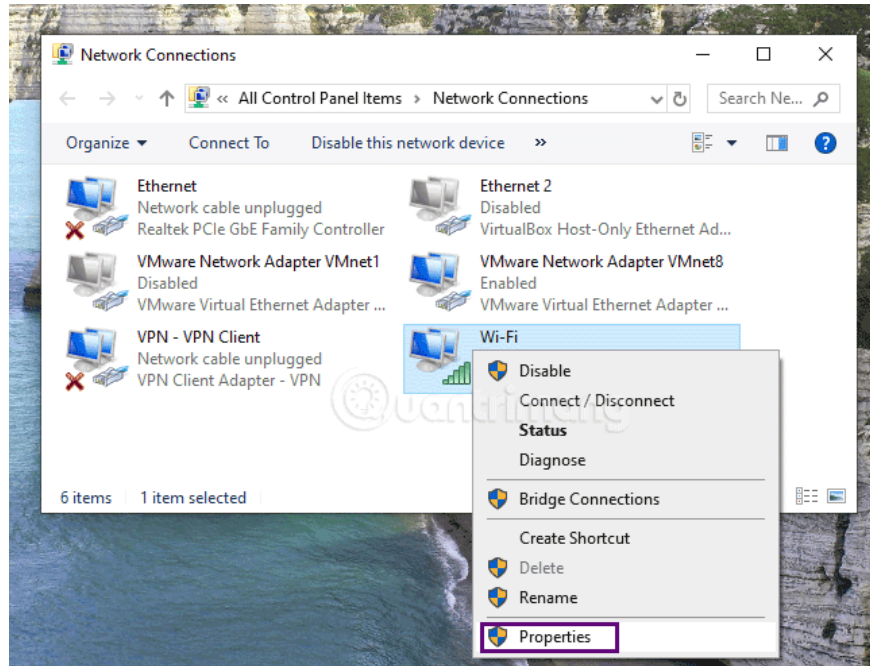 Network Connections
« All Control Panel Items > Network Connections
Search Ne...
Organize
Connect To
Disable this network device
»
Ethernet
Network cable unplugged
Realtek PCIe GbE Family Controller
Ethernet 2
Disabled
VirtualBox Host-Only Ethernet Ad...
VMware Network Adapter VMnet1
Disabled
VMware Virtual Ethernet Adapter ...
VMware Network Adapter VMnet8
Enabled
VMware Virtual Ethernet Adapter ...
VPN - VPN Client
Network cable unplugged
VPN Client Adapter - VPN
Wi-Fi
Disable
Connect / Disconnect
Status
Diagnose
Bridge Connections
Create Shortcut
Delete
Rename
Properties
6 items
1 item selected
Quantrimang